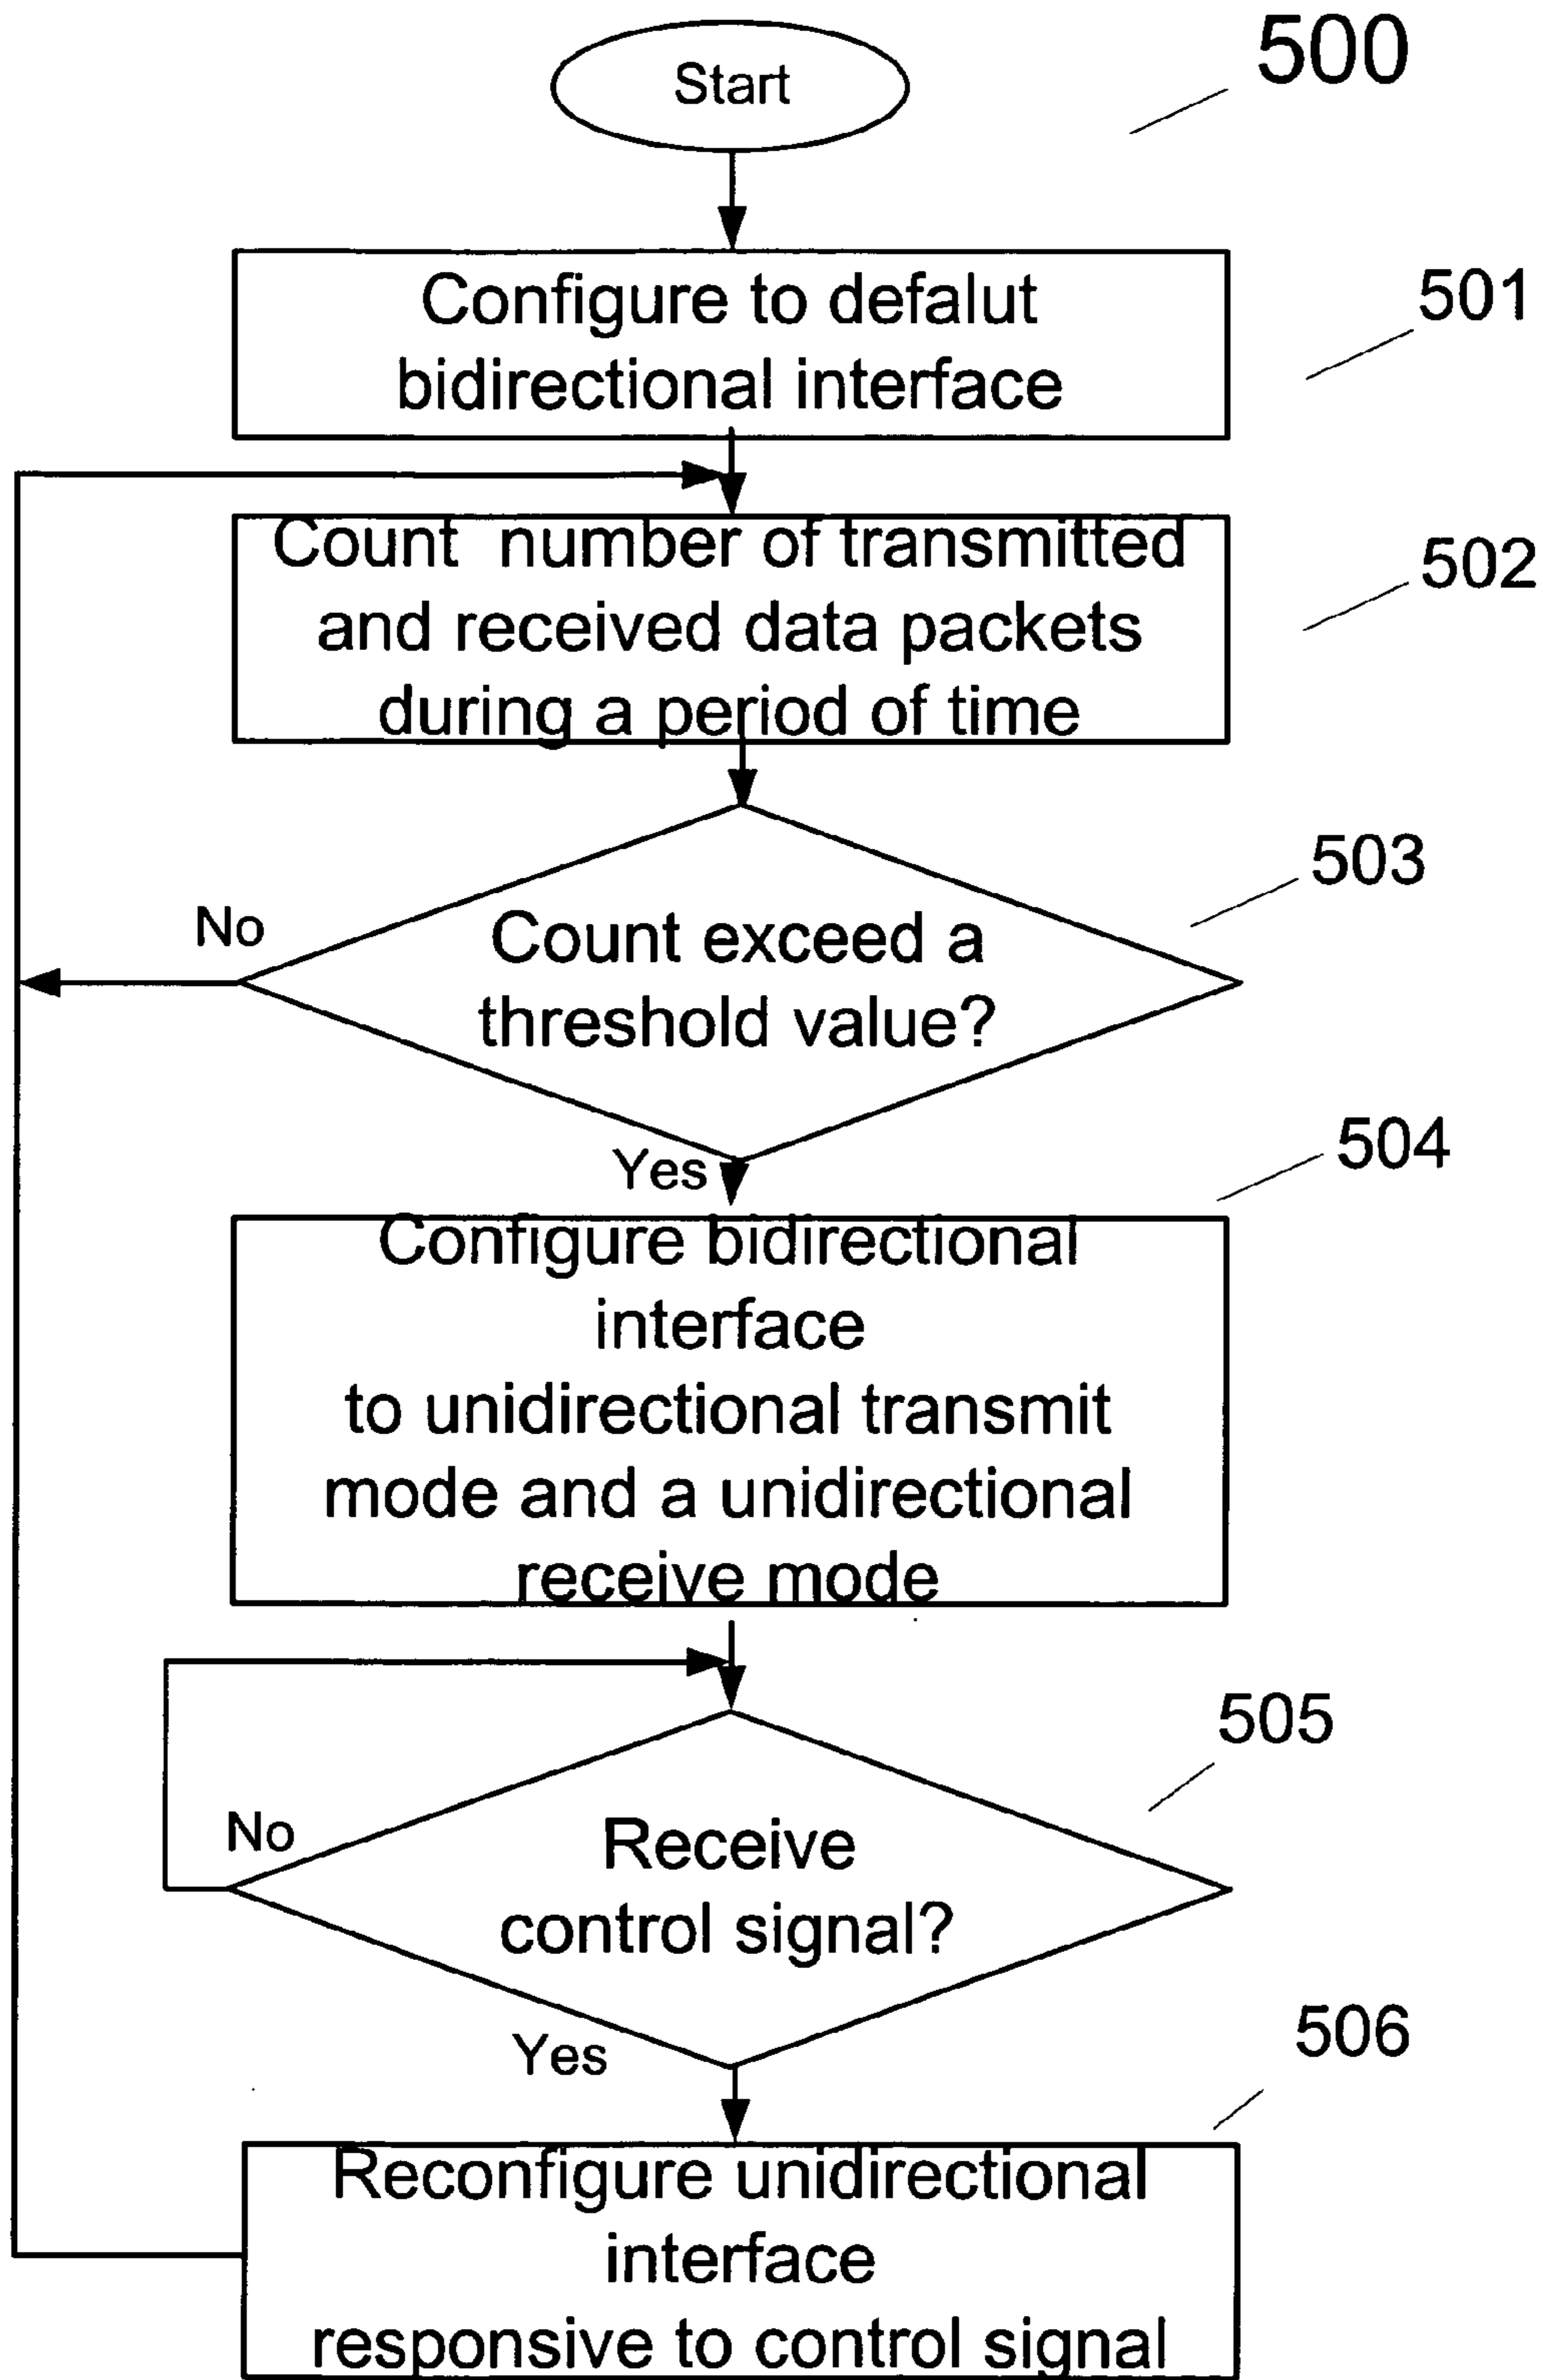 Start
500
Configure to defalut
bidirectional interface
501
Count number of transmitted
and received data packets
during a period of time
502
Count exceed a
threshold value?
503
No
Yes
504
Configure bidirectional
interface
to unidirectional transmit
mode and a unidirectional
receive mode
505
Receive
control signal?
No
Yes
506
Reconfigure unidirectional
interface
responsive to control signal